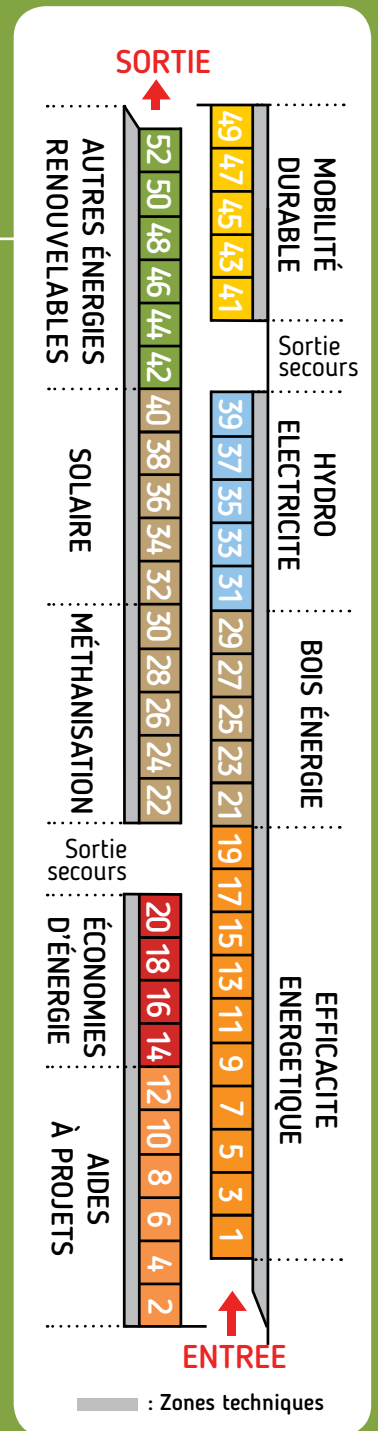 SORTIE
AUTRES ÉNERGIES
RENOUVELABLES
52
50
48
46
44
42
49
47
45
43
41
MOBILITÉ
DURABLE
Sortie
secours
SOLAIRE
40
38
36
34
32
39
37
35
33
31
HYDRO
ELECTRICITE
MÉTHANISATION
30
28
26
24
22
29
27
25
23
21
BOIS ÉNERGIE
Sortie
secours
ÉCONOMIES
D'ÉNERGIE
20
18
16
14
19
17
15
13
11
9
7
5
3
1
EFFICACITE
ENERGETIQUE
AIDES
À PROJETS
12
10
8
6
4
2
ENTREE
: Zones techniques